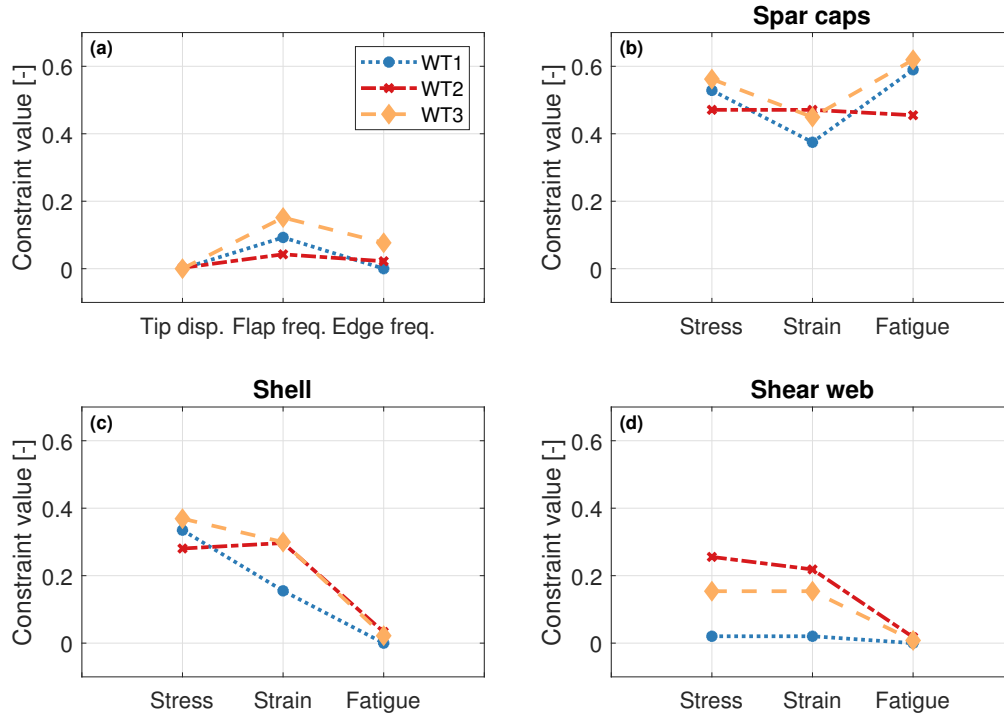 (a)
WT1
WT2
WT3
Constraint value [-]
0.6
0.4
0.2
0
Tip disp. Flap freq. Edge freq.
Spar caps
(b)
Constraint value [-]
0.6
0.4
0.2
0
Stress Strain Fatigue
Shell
(c)
Constraint value [-]
0.6
0.4
0.2
0
Stress Strain Fatigue
Shear web
(d)
Constraint value [-]
0.6
0.4
0.2
0
Stress Strain Fatigue